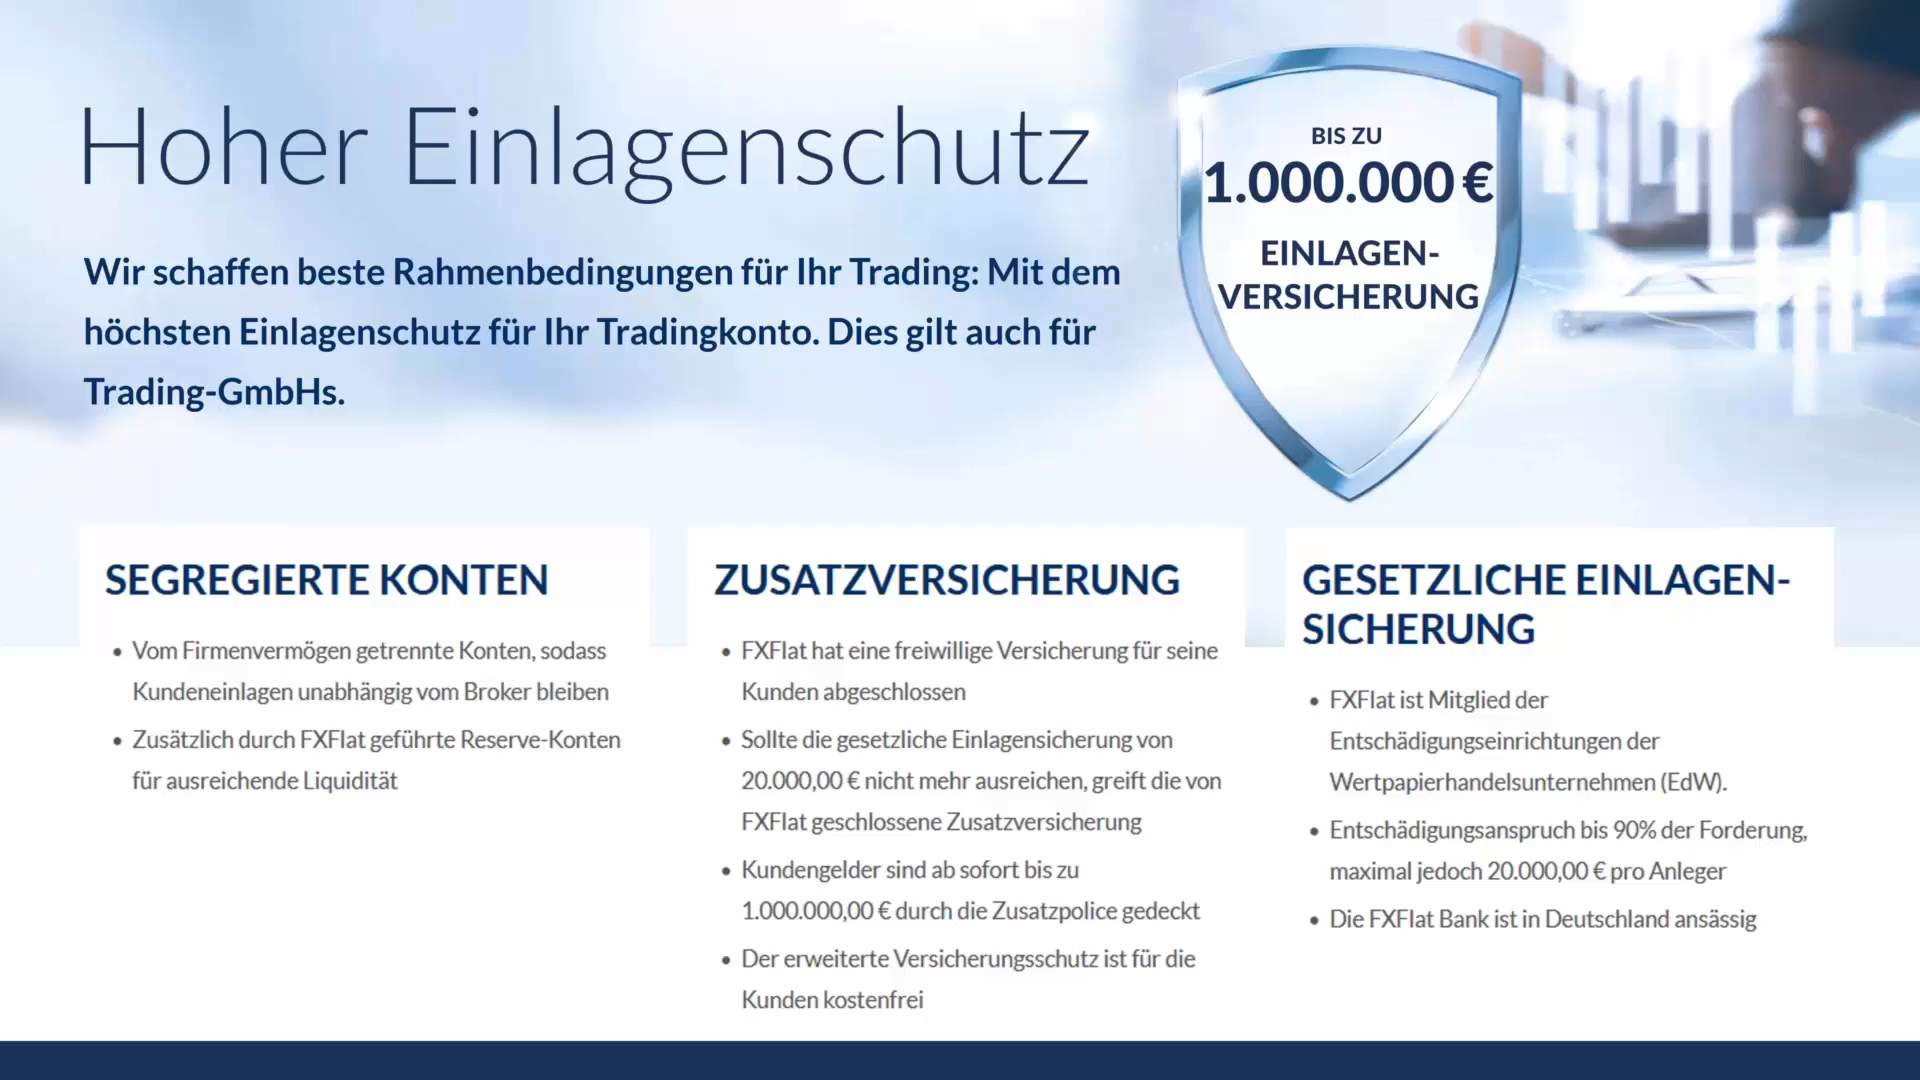 Hoher Einlagenschutz
Wir schaffen beste Rahmenbedingungen für Ihr Trading: Mit dem
höchsten Einlagenschutz für Ihr Tradingkonto. Dies gilt auch für
Trading-GmbHs.
BIS ZU
1.000.000 €
EINLAGEN-
VERSICHERUNG
SEGREGIERTE KONTEN
• Vom Firmenvermögen getrennte Konten, sodass
Kundeneinlagen unabhängig vom Broker bleiben
• Zusätzlich durch FXFlat geführte Reserve-Konten
für ausreichende Liquidität
ZUSATZVERSICHERUNG
• FXFlat hat eine freiwillige Versicherung für seine
Kunden abgeschlossen
• Sollte die gesetzliche Einlagensicherung von
20.000,00 € nicht mehr ausreichen, greift die von
FXFlat geschlossene Zusatzversicherung
• Kundengelder sind ab sofort bis zu
1.000.000,00 € durch die Zusatzpolice gedeckt
• Der erweiterte Versicherungsschutz ist für die
Kunden kostenfrei
GESETZLICHE EINLAGEN-
SICHERUNG
• FXFlat ist Mitglied der
Entschädigungseinrichtungen der
Wertpapierhandelsunternehmen (EdW).
• Entschädigungsanspruch bis 90% der Forderung,
maximal jedoch 20.000,00 € pro Anleger
• Die FXFlat Bank ist in Deutschland ansässig